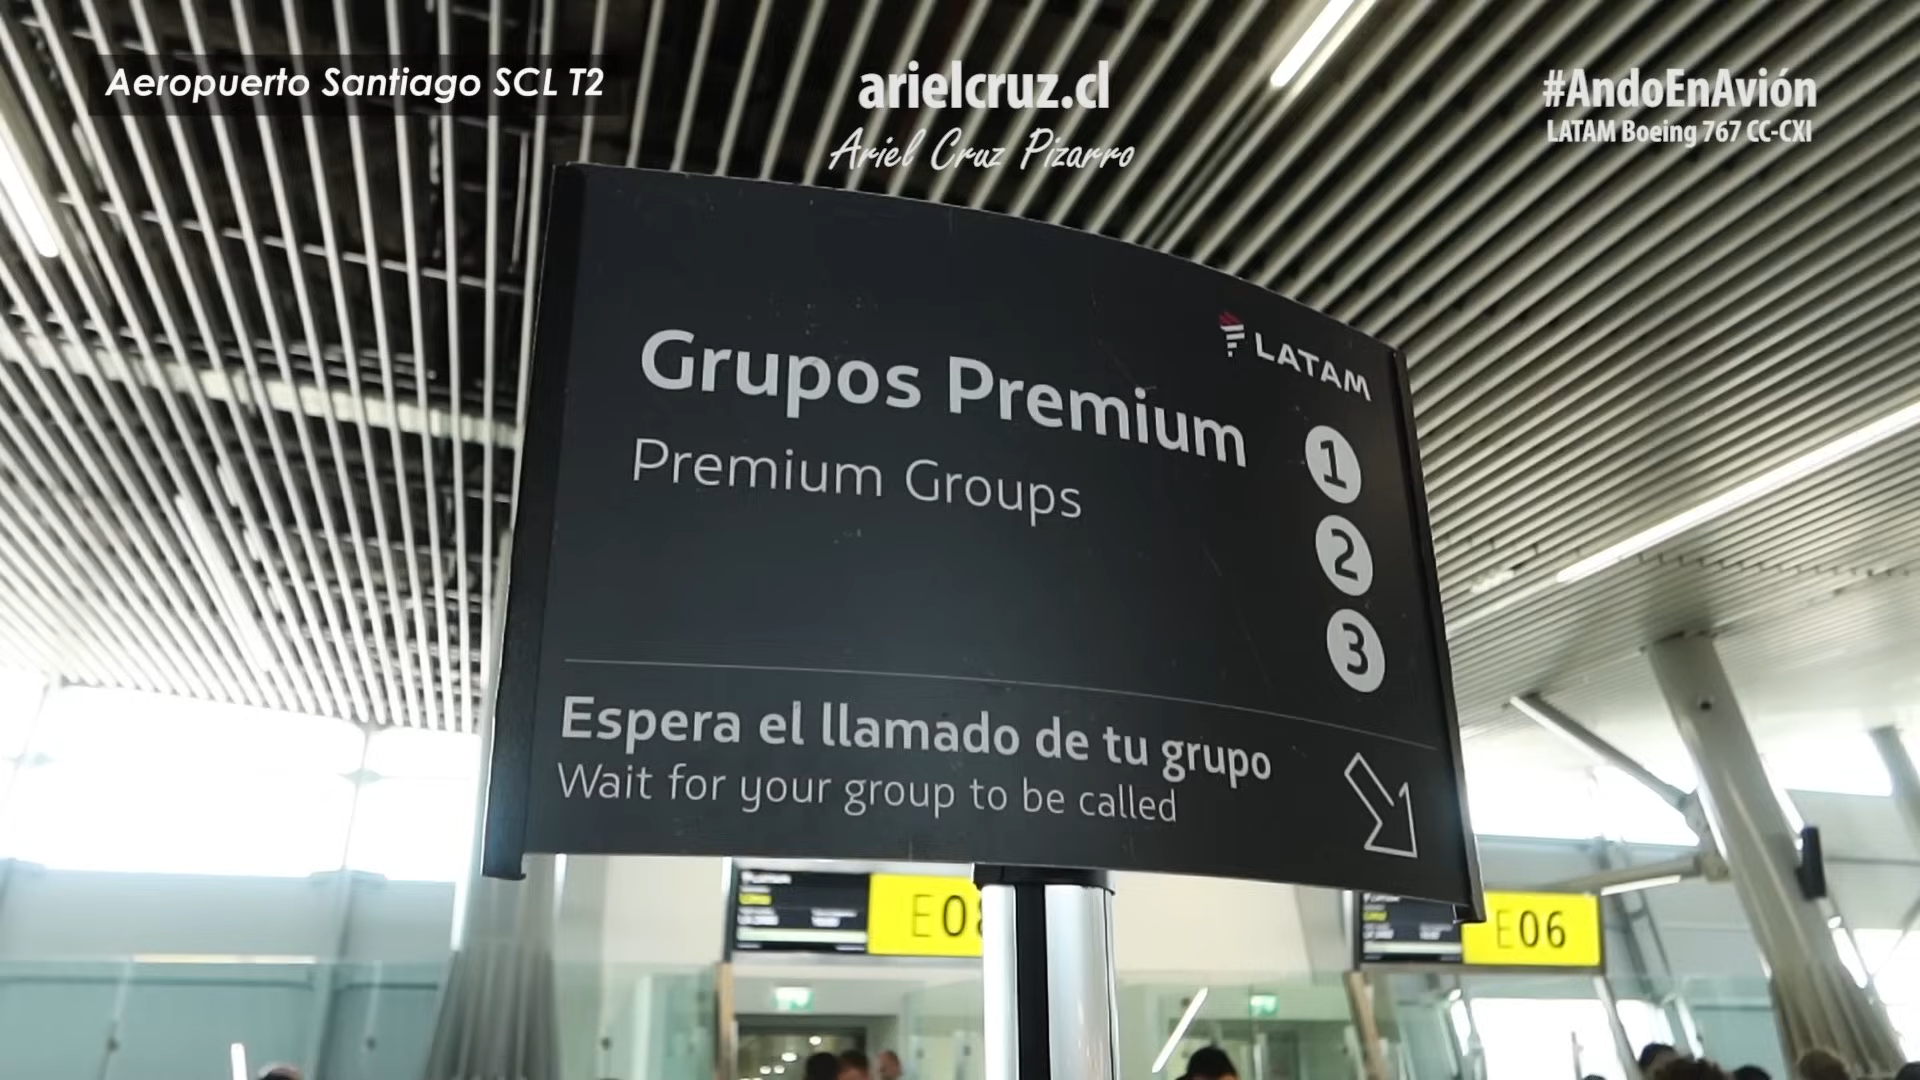 Aeropuerto Santiago SCL T2
arielcruz.cl
Ariel Cruz Pizarro
#AndoEnAvión
LATAM Boeing 767 CC-CXI
LATAM
Grupos Premium
Premium Groups
1
2
3
Espera el llamado de tu grupo
Wait for your group to be called
E06